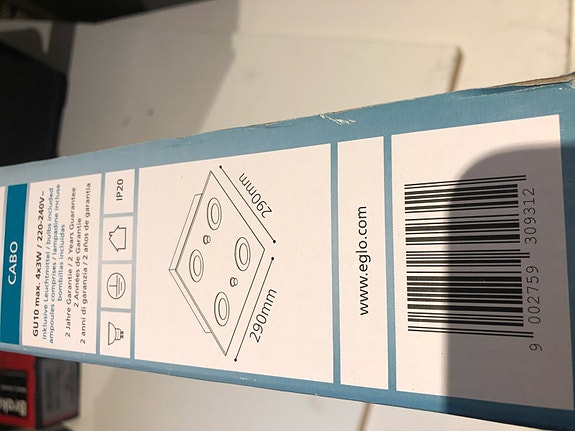 CABO
GU10 max. 4x3W / 220-240V~
inklusive Leuchtmittel / bulbs included
ampoules comprises / lampadine incluse
bombillas incluidas
2 Jahre Garantie / 2 Years Guarantee
2 Années de Garantie
2 anni di garanzia / 2 años de garantía
IP20
290mm
290mm
www.eglo.com
9 002759 309312